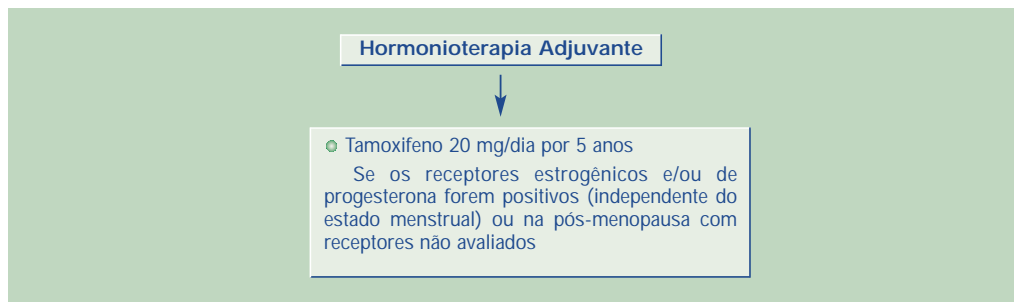 Hormonioterapia Adjuvante
Tamoxifeno 20 mg/dia por 5 anos
Se os receptores estrogênicos e/ou de
progesterona forem positivos (independente do
estado menstrual) ou na pós-menopausa com
receptores não avaliados